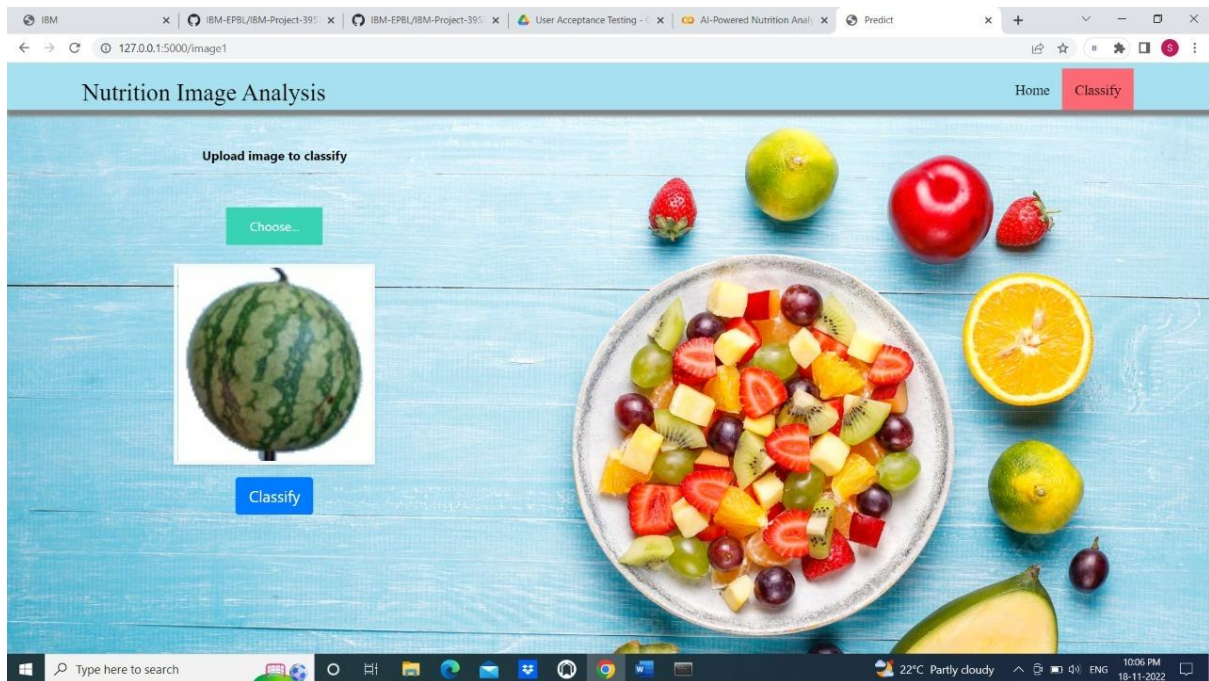 IBM
IBM-EPBL/IBM-Project-395
IBM-EPBL/IBM-Project-395
User Acceptance Testing -
AI-Powered Nutrition Analy
Predict
127.0.0.1:5000/image1
S
Nutrition Image Analysis
Home
Classify
Upload image to classify
Choose...
Classify
Type here to search
22°C Partly cloudy
ENG
10:06 PM
18-11-2022